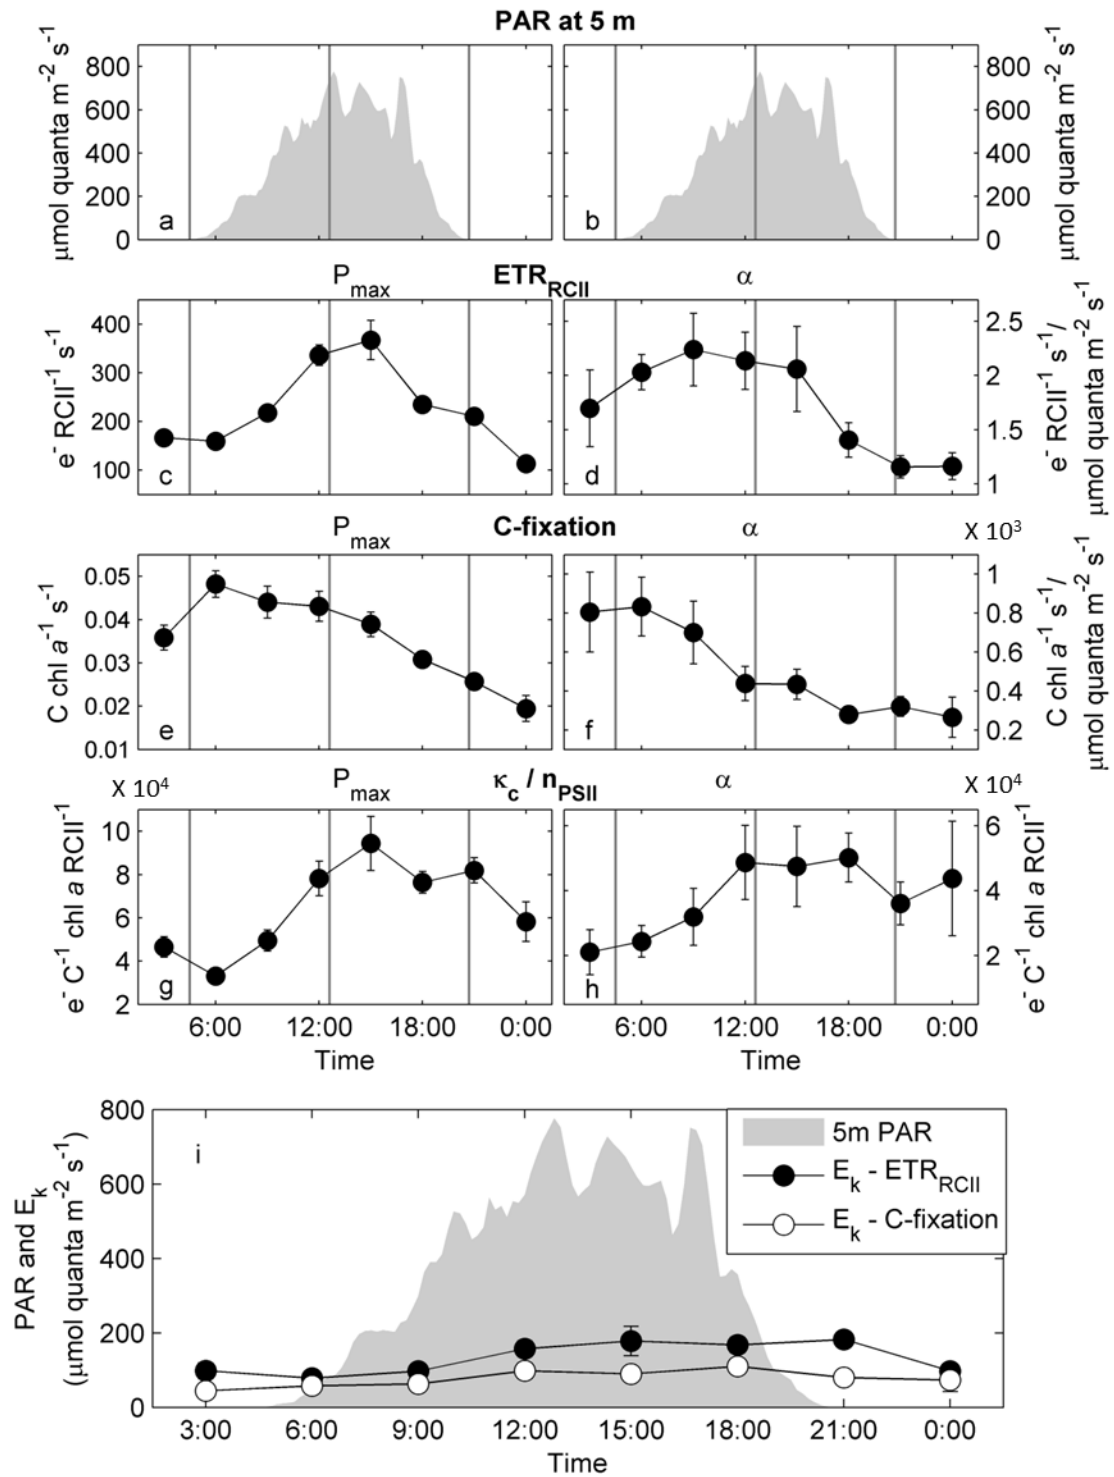 PAR at 5 m
μmol quanta m-2 s-1
800
600
400
200
0
a
b
800
600
400
200
0
μmol quanta m-2 s-1
Pmax ETRRCII α
e- RCII-1 s-1
400
300
200
100
c
d
2.5
2
1.5
1
e- RCII-1 s-1/
μmol quanta m-2 s-1
Pmax C-fixation α X 10^3
C chl a-1 s-1
0.05
0.04
0.03
0.02
0.01
e
f
1
0.8
0.6
0.4
0.2
C chl a-1 s-1/
μmol quanta m-2 s-1
X 10^4 Pmax κc / nPSII α X 10^4
e- C-1 chl a RCII-1
10
8
6
4
2
g
h
6
4
2
e- C-1 chl a RCII-1
6:00 12:00 18:00 0:00 6:00 12:00 18:00 0:00
Time Time
PAR and Ek
(μmol quanta m-2 s-1)
800
600
400
200
0
i
5m PAR
Ek - ETRRCII
Ek - C-fixation
3:00 6:00 9:00 12:00 15:00 18:00 21:00 0:00
Time